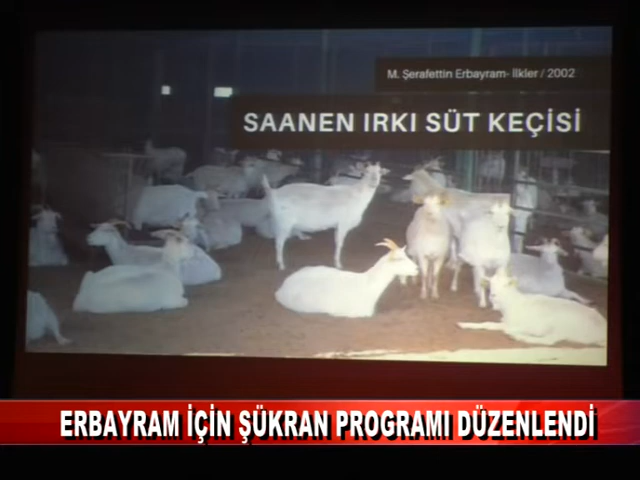 M. Şerafettin Erbayram- İlkler / 2002
SAANEN IRKI SÜT KEÇİSİ
ERBAYRAM İÇİN ŞÜKRAN PROGRAMI DÜZENLENDİ